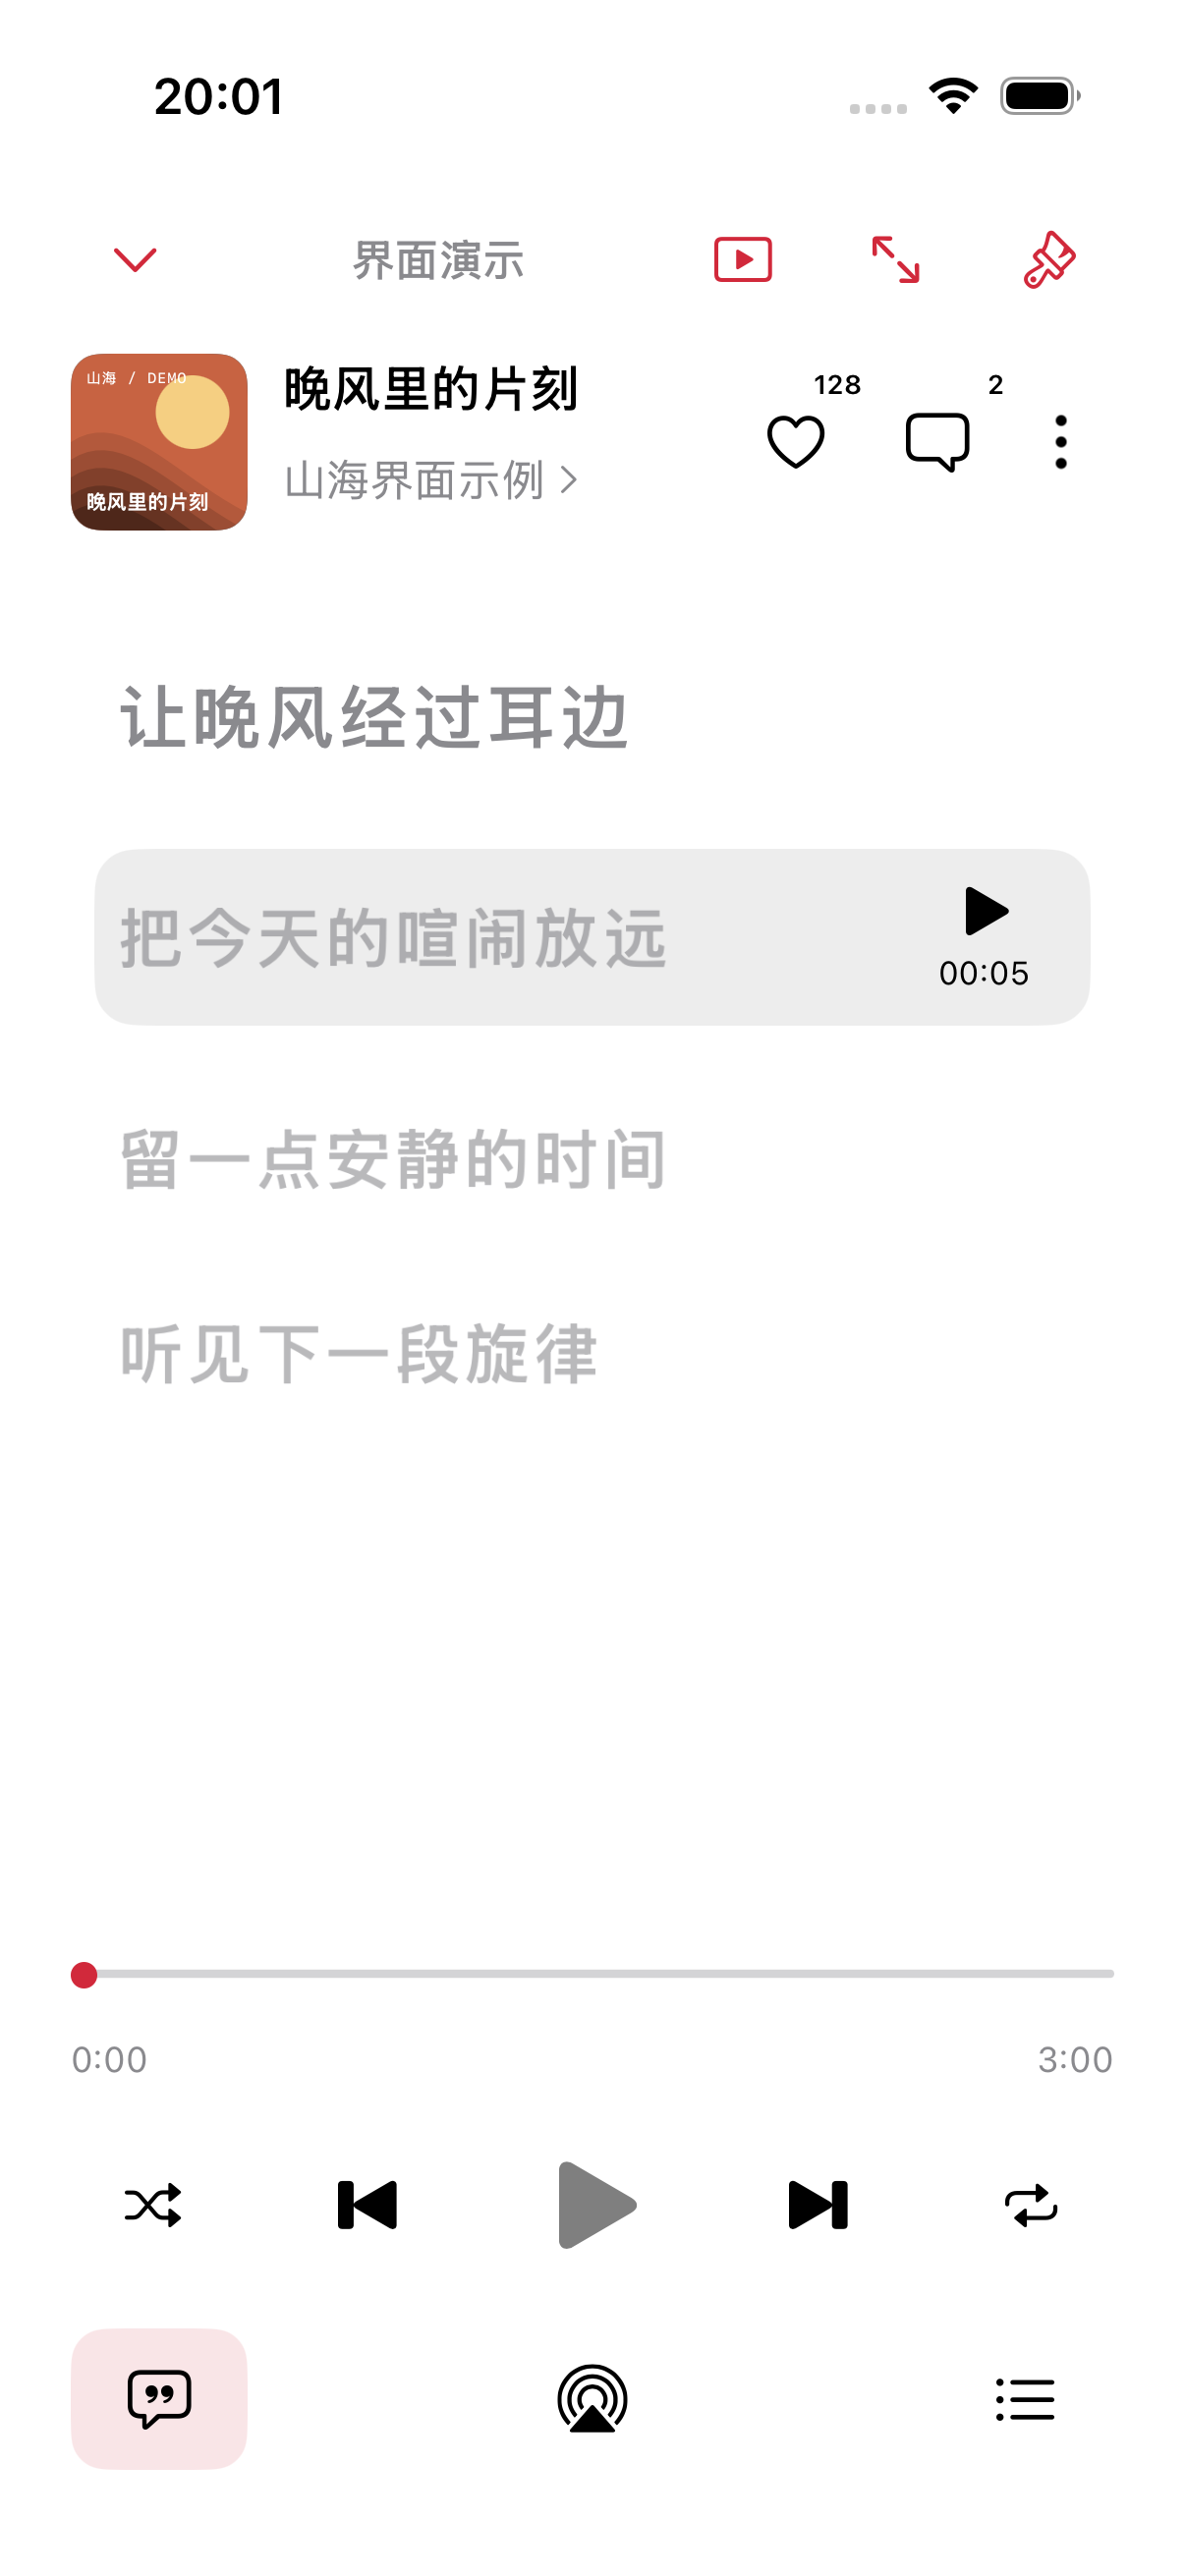 20:01
界面演示
山海 / DEMO
晚风里的片刻
晚风里的片刻
山海界面示例
128
2
让晚风经过耳边
把今天的喧闹放远
00:05
留一点安静的时间
听见下一段旋律
0:00
3:00